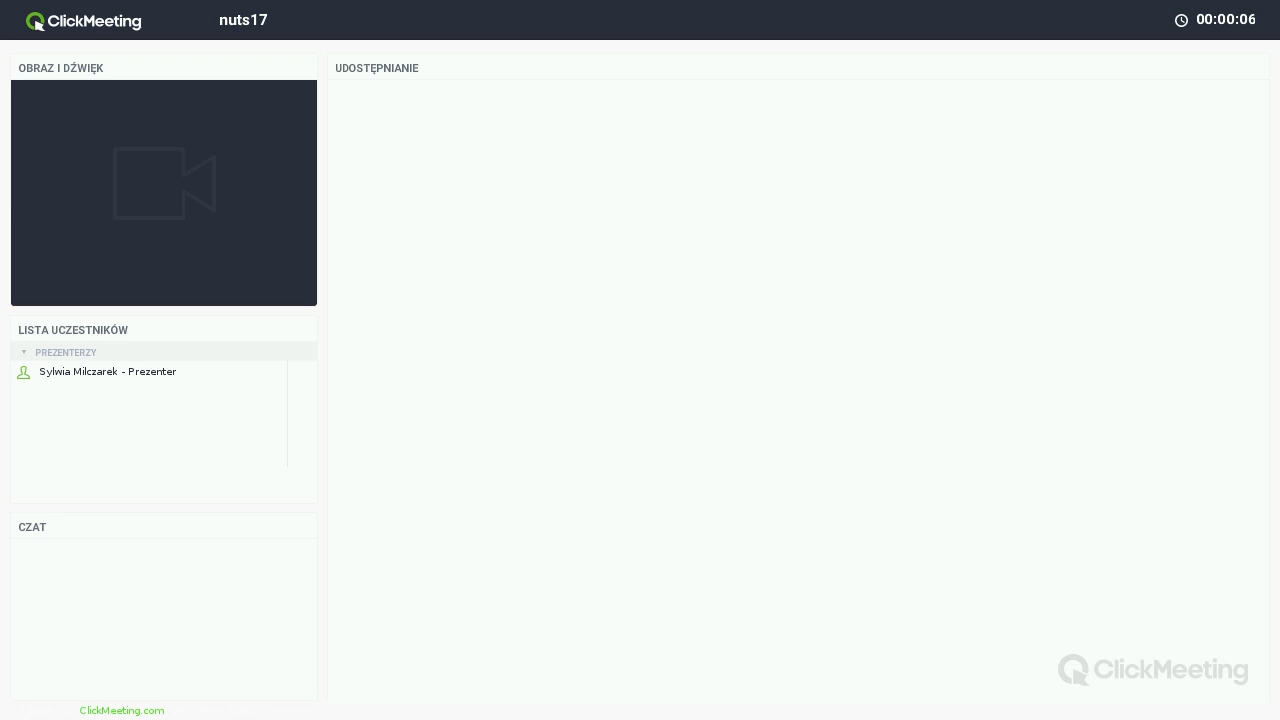 ClickMeeting
nuts17
00:00:06
OBRAZ I DŹWIĘK
UDOSTĘPNIANIE
LISTA UCZESTNIKÓW
PREZENTERZY
Sylwia Milczarek - Prezenter
CZAT
ClickMeeting
ClickMeeting.com